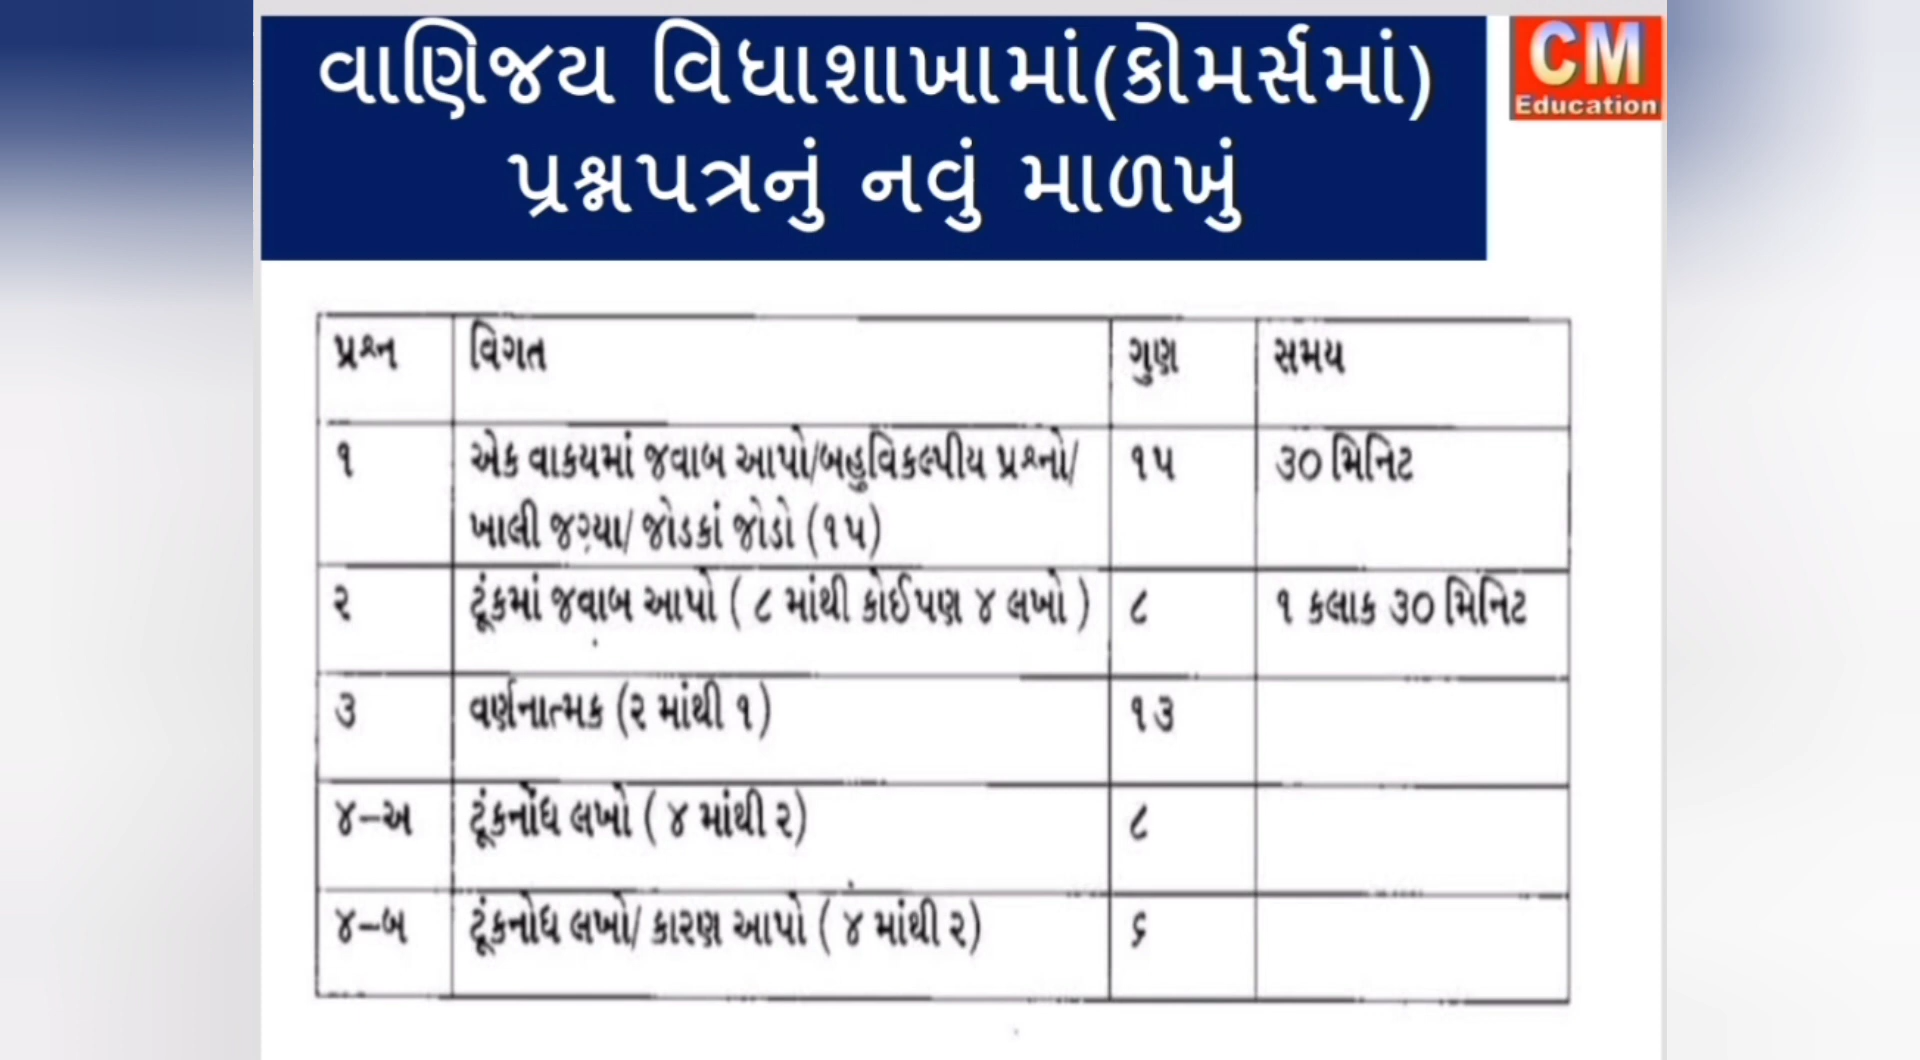 વાણિજય વિધાશાખામાં(કોમર્સમાં)
પ્રશ્નપત્રનું નવું માળખું
CM
Education
પ્રશ્ન વિગત ગુણ સમય
૧ એક વાકયમાં જવાબ આપો/બહુવિકલ્પીય પ્રશ્નો/ ૧૫ ૩૦ મિનિટ
ખાલી જગ્યા/ જોડકાં જોડો (૧૫)
૨ ટૂંકમાં જવાબ આપો ( ૮ માંથી કોઈપણ ૪ લખો ) ૮ ૧ કલાક ૩૦ મિનિટ
૩ વર્ણનાત્મક (૨ માંથી ૧) ૧૩
૪-અ ટૂંકનોંધ લખો ( ૪ માંથી ૨) ૮
૪-બ ટૂંકનોધ લખો/ કારણ આપો ( ૪ માંથી ૨) ૬